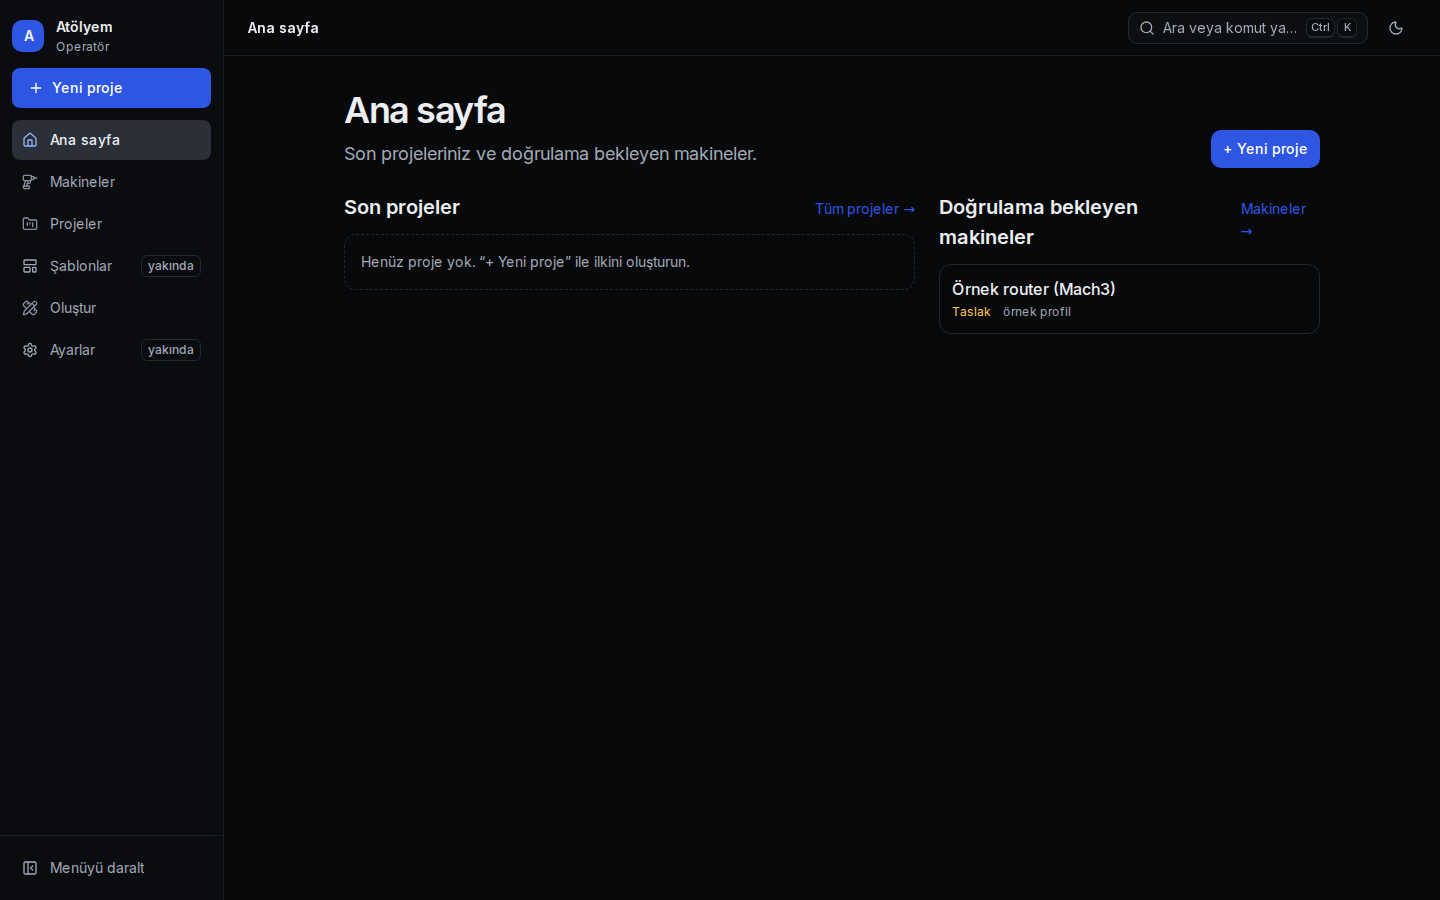 A
Atölyem
Operatör
Yeni proje
Ana sayfa
Makineler
Projeler
Şablonlar yakında
Oluştur
Ayarlar yakında
Menüyü daralt
Ana sayfa
Ara veya komut ya... Ctrl K
Ana sayfa
Son projeleriniz ve doğrulama bekleyen makineler.
+ Yeni proje
Son projeler
Tüm projeler →
Henüz proje yok. “+ Yeni proje” ile ilkini oluşturun.
Doğrulama bekleyen
makineler
Makineler
→
Örnek router (Mach3)
Taslak örnek profil